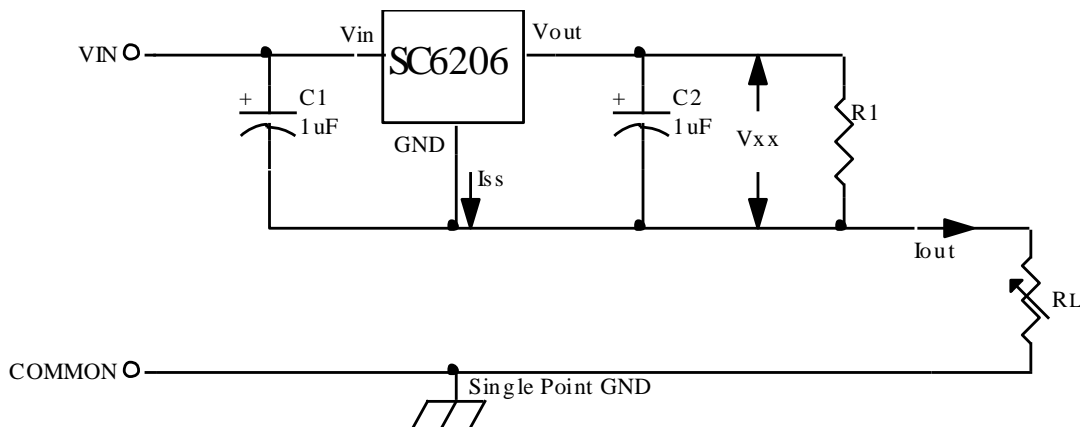 VIN
Vin
SC6206
Vout
+
C1
1uF
GND
Iss
+
C2
1uF
Vxx
R1
Iout
RL
COMMON
Single Point GND